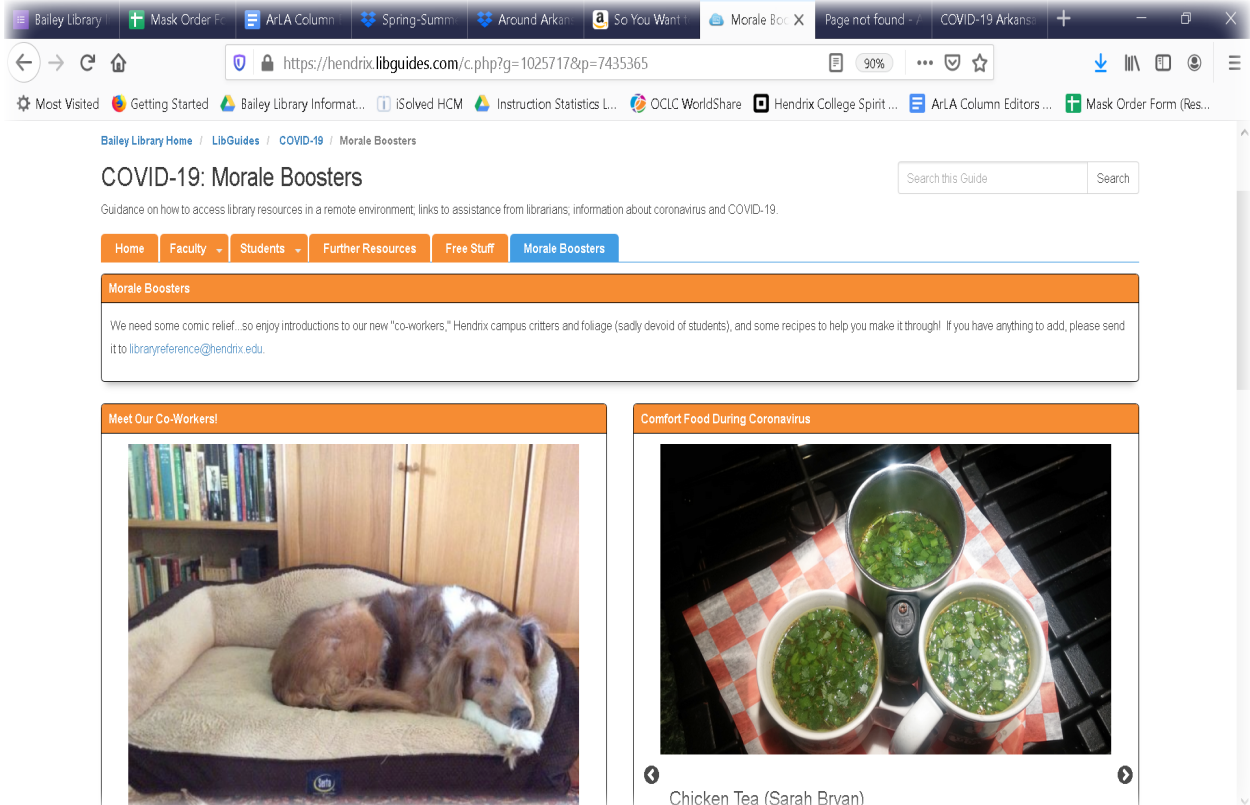 Bailey Library
Mask Order Fo
ArLA Column
Spring-Summe
Around Arkans
So You Want
Morale Boo
Page not found - A
COVID-19 Arkansa
https://hendrix.libguides.com/c.php?g=1025717&p=7435365
90%
Most Visited
Getting Started
Bailey Library Informat...
iSolved HCM
Instruction Statistics L...
OCLC WorldShare
Hendrix College Spirit ...
ArLA Column Editors ...
Mask Order Form (Res...
Bailey Library Home / LibGuides / COVID-19 / Morale Boosters
COVID-19: Morale Boosters
Search this Guide
Search
Guidance on how to access library resources in a remote environment; links to assistance from librarians; information about coronavirus and COVID-19.
Home
Faculty
Students
Further Resources
Free Stuff
Morale Boosters
Morale Boosters
We need some comic relief...so enjoy introductions to our new "co-workers," Hendrix campus critters and foliage (sadly devoid of students), and some recipes to help you make it through! If you have anything to add, please send
it to libraryreference@hendrix.edu.
Meet Our Co-Workers!
Serta
Comfort Food During Coronavirus
Chicken Tea (Sarah Bryan)